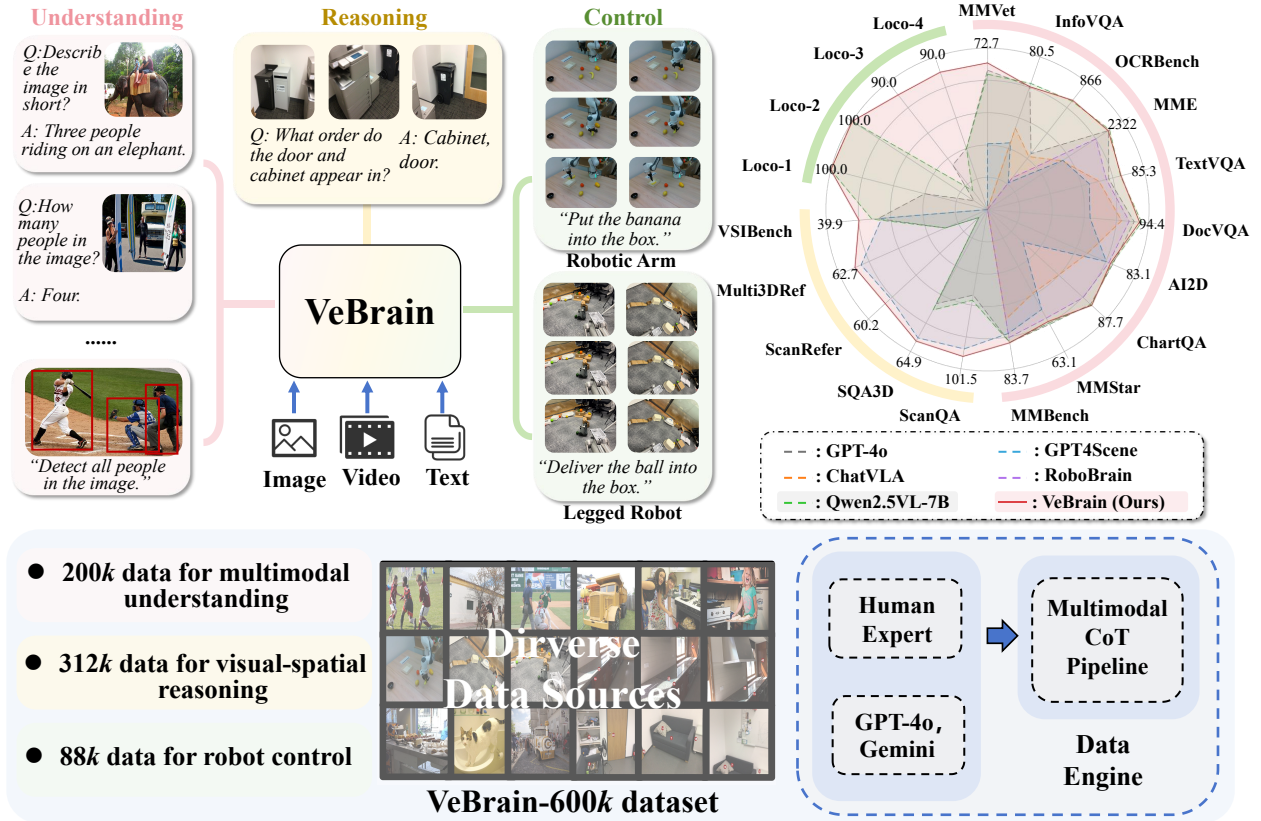 Understanding
Q:Describ
e the
image in
short?
A: Three people
riding on an elephant.
Q:How
many
people in
the image?
A: Four.
......
“Detect all people
in the image.”
Reasoning
Q: What order do
the door and
cabinet appear in?
A: Cabinet,
door.
VeBrain
Image
Video
Text
Control
“Put the banana
into the box.”
Robotic Arm
“Deliver the ball into
the box.”
Legged Robot
MMVet
72.7
InfoVQA
80.5
OCRBench
866
MME
2322
TextVQA
85.3
DocVQA
94.4
AI2D
83.1
ChartQA
87.7
MMStar
63.1
MMBench
83.7
ScanQA
101.5
SQA3D
64.9
ScanRefer
60.2
Multi3DRef
62.7
VSIBench
39.9
Loco-1
100.0
Loco-2
100.0
Loco-3
90.0
Loco-4
90.0
: GPT-4o
: GPT4Scene
: ChatVLA
: RoboBrain
: Qwen2.5VL-7B
: VeBrain (Ours)
● 200k data for multimodal
understanding
● 312k data for visual-spatial
reasoning
● 88k data for robot control
Dirverse
Data Sources
VeBrain-600k dataset
Human
Expert
GPT-4o,
Gemini
Multimodal
CoT
Pipeline
Data
Engine